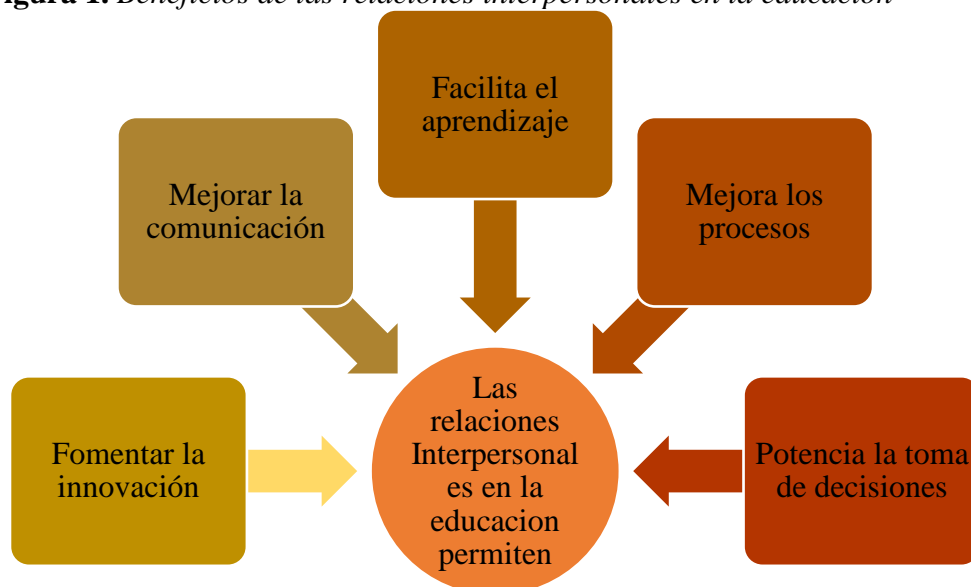 igura 1. Beneficios de las relaciones interpersonales en la educación
Facilita el
aprendizaje
Mejorar la
comunicación
Mejora los
procesos
Fomentar la
innovación
Las
relaciones
Interpersonal
es en la
educacion
permiten
Potencia la toma
de decisiones